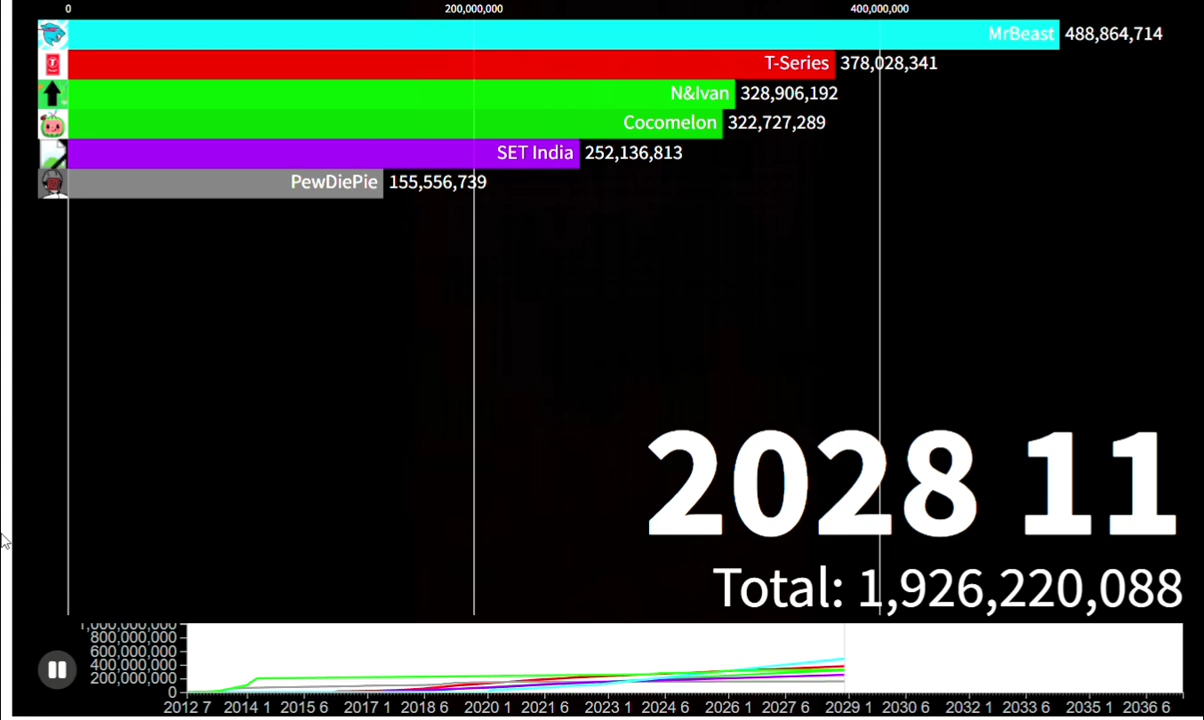 0 200,000,000 400,000,000
MrBeast 488,864,714
T-Series 378,028,341
N&Ivan 328,906,192
Cocomelon 322,727,289
SET India 252,136,813
PewDiePie 155,556,739
2028 11
Total: 1,926,220,088
1,000,000,000
800,000,000
600,000,000
400,000,000
200,000,000
0
2012 7 2014 1 2015 6 2017 1 2018 6 2020 1 2021 6 2023 1 2024 6 2026 1 2027 6 2029 1 2030 6 2032 1 2033 6 2035 1 2036 6